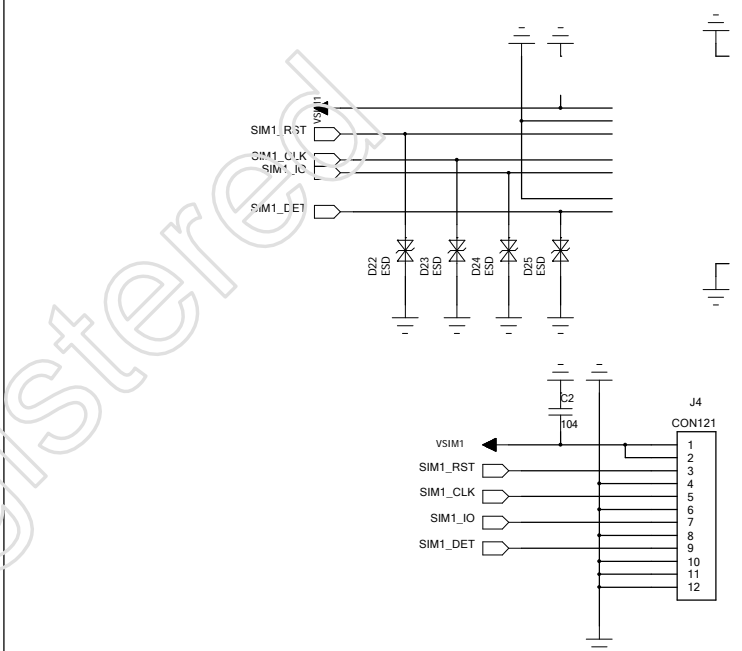 VSIM1
SIM1_RST
SIM1_CLK
SIM1_IO
SIM1_DET
D22
ESD
D23
ESD
D24
ESD
D25
ESD
C2
104
J4
CON121
VSIM1
SIM1_RST
SIM1_CLK
SIM1_IO
SIM1_DET
1
2
3
4
5
6
7
8
9
10
11
12
gistered